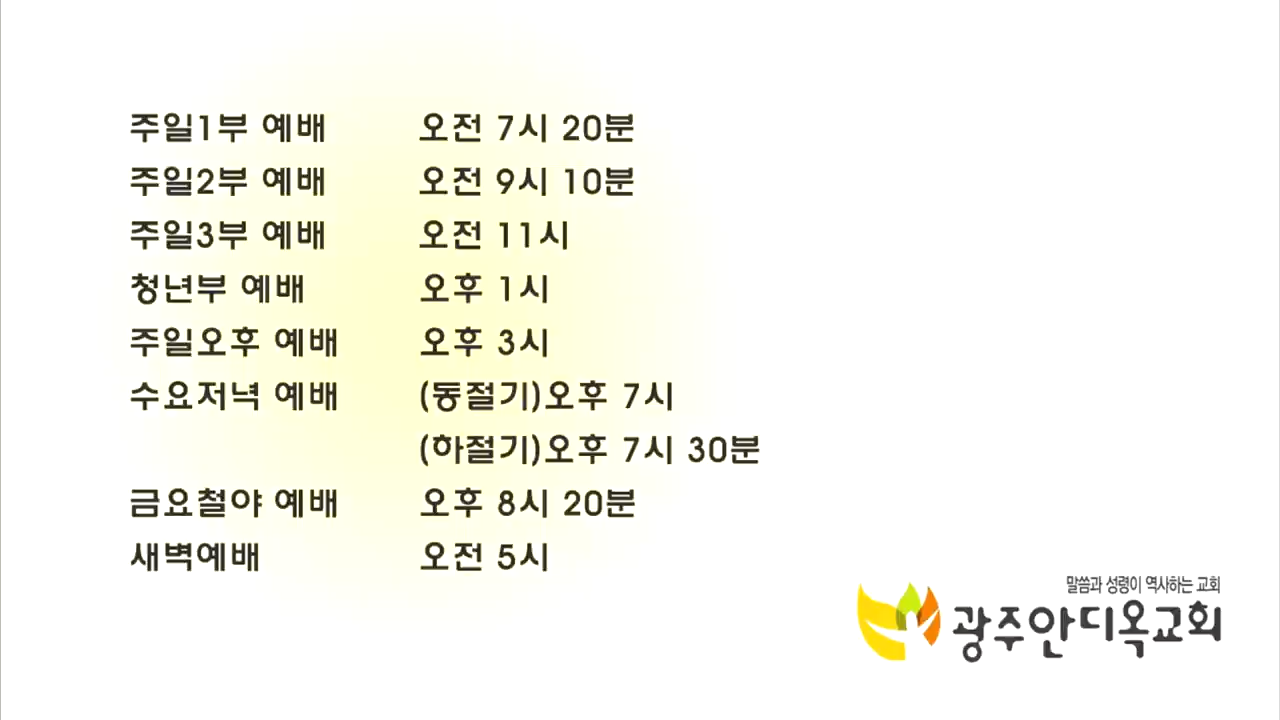 주일1부 예배 오전 7시 20분
주일2부 예배 오전 9시 10분
주일3부 예배 오전 11시
청년부 예배 오후 1시
주일오후 예배 오후 3시
수요저녁 예배 (동절기)오후 7시
(하절기)오후 7시 30분
금요철야 예배 오후 8시 20분
새벽예배 오전 5시
말씀과 성령이 역사하는 교회
광주안디옥교회